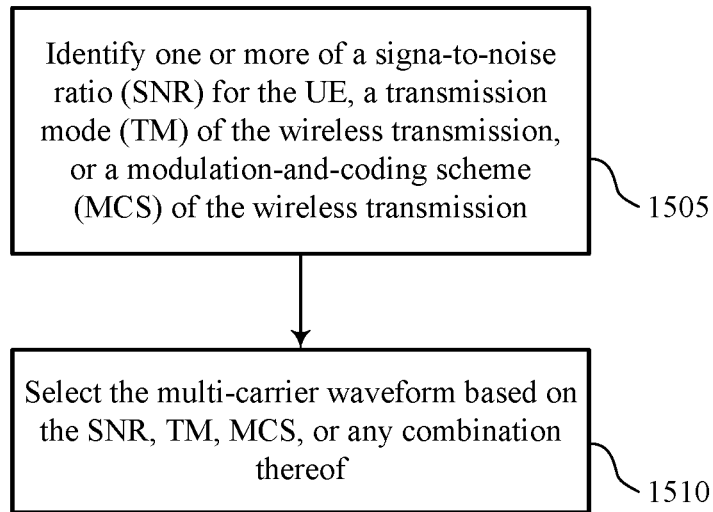 Identify one or more of a signa-to-noise
ratio (SNR) for the UE, a transmission
mode (TM) of the wireless transmission,
or a modulation-and-coding scheme
(MCS) of the wireless transmission
1505
Select the multi-carrier waveform based on
the SNR, TM, MCS, or any combination
thereof
1510